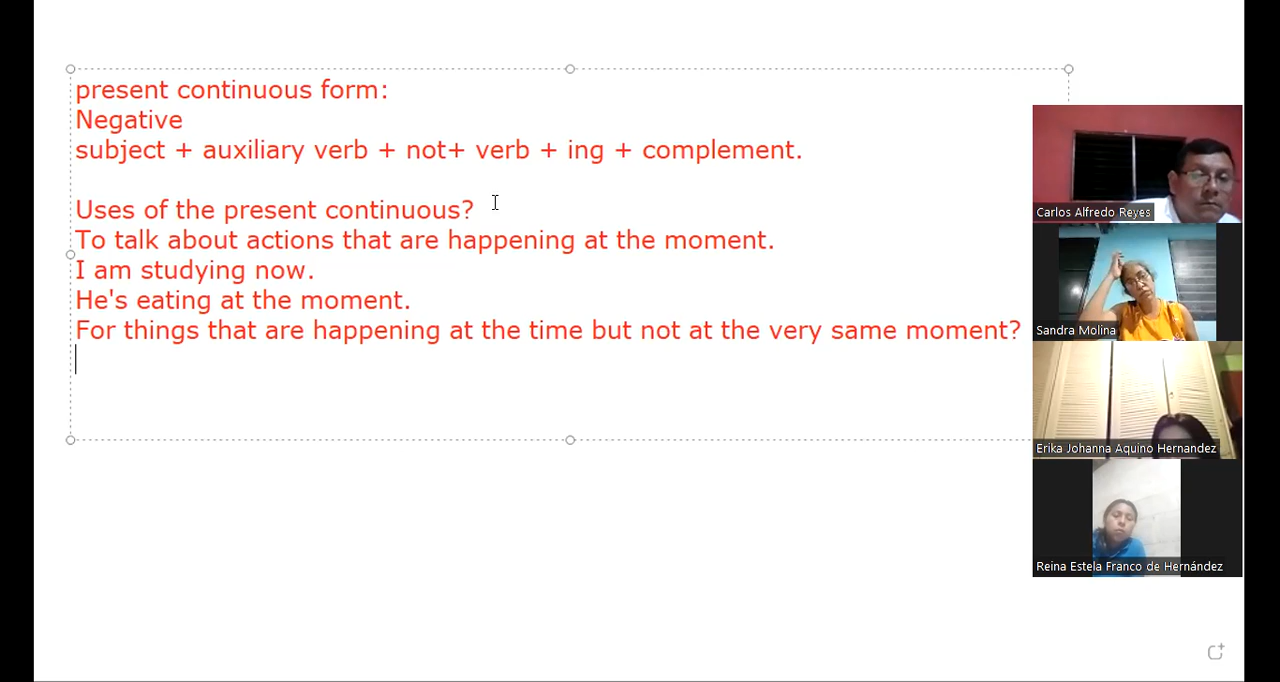 present continuous form:
Negative
subject + auxiliary verb + not+ verb + ing + complement.
Uses of the present continuous?
To talk about actions that are happening at the moment.
I am studying now.
He's eating at the moment.
For things that are happening at the time but not at the very same moment?
Carlos Alfredo Reyes
Sandra Molina
Erika Johanna Aquino Hernandez
Reina Estela Franco de Hernández